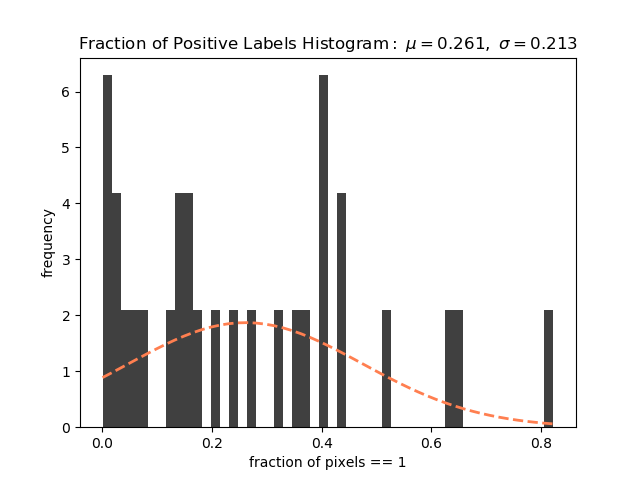 Fraction of Positive Labels Histogram : μ = 0.261, σ = 0.213
frequency
6
5
4
3
2
1
0
0.0 0.2 0.4 0.6 0.8
fraction of pixels == 1